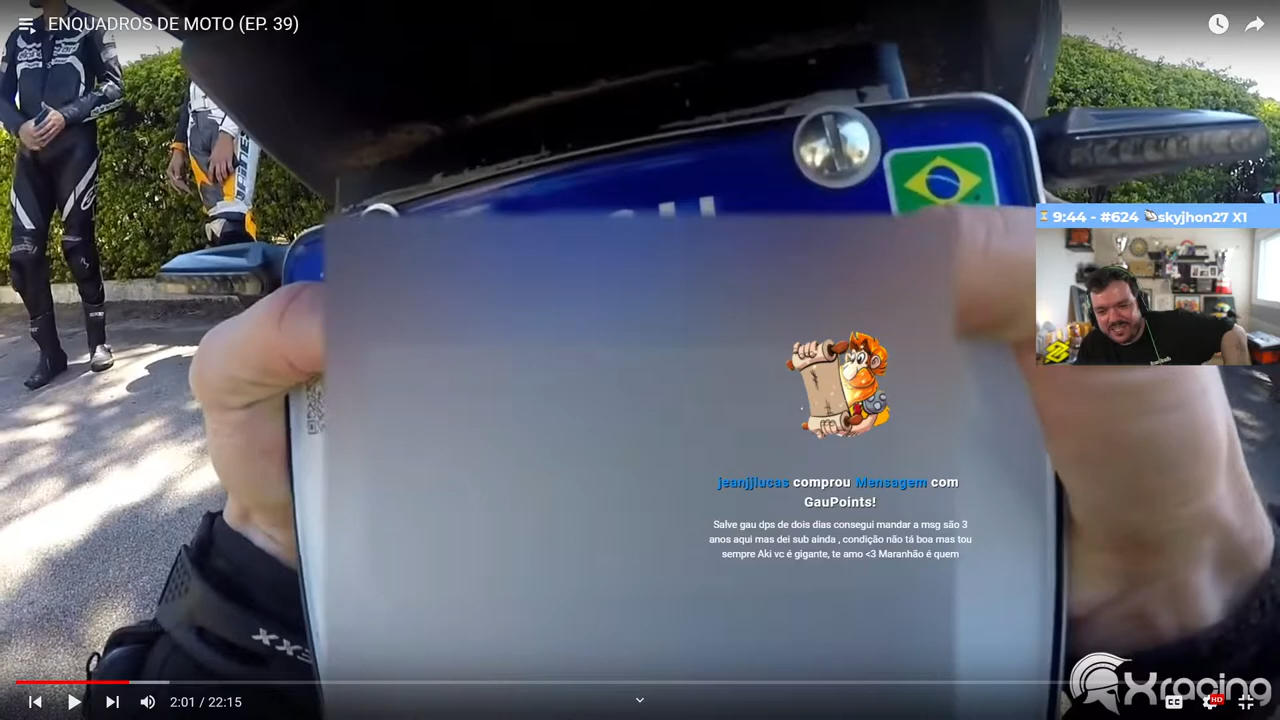 ENQUADROS DE MOTO (EP. 39)
9:44 - #624 skyjhon27 X1
jeanjjlucas comprou Mensagem com
GauPoints!
Salve gau dps de dois dias consegui mandar a msg são 3
anos aqui mas dei sub ainda , condição não tá boa mas tou
sempre Aki vc é gigante, te amo <3 Maranhão é quem
Xracing
2:01 / 22:15
CC
HD